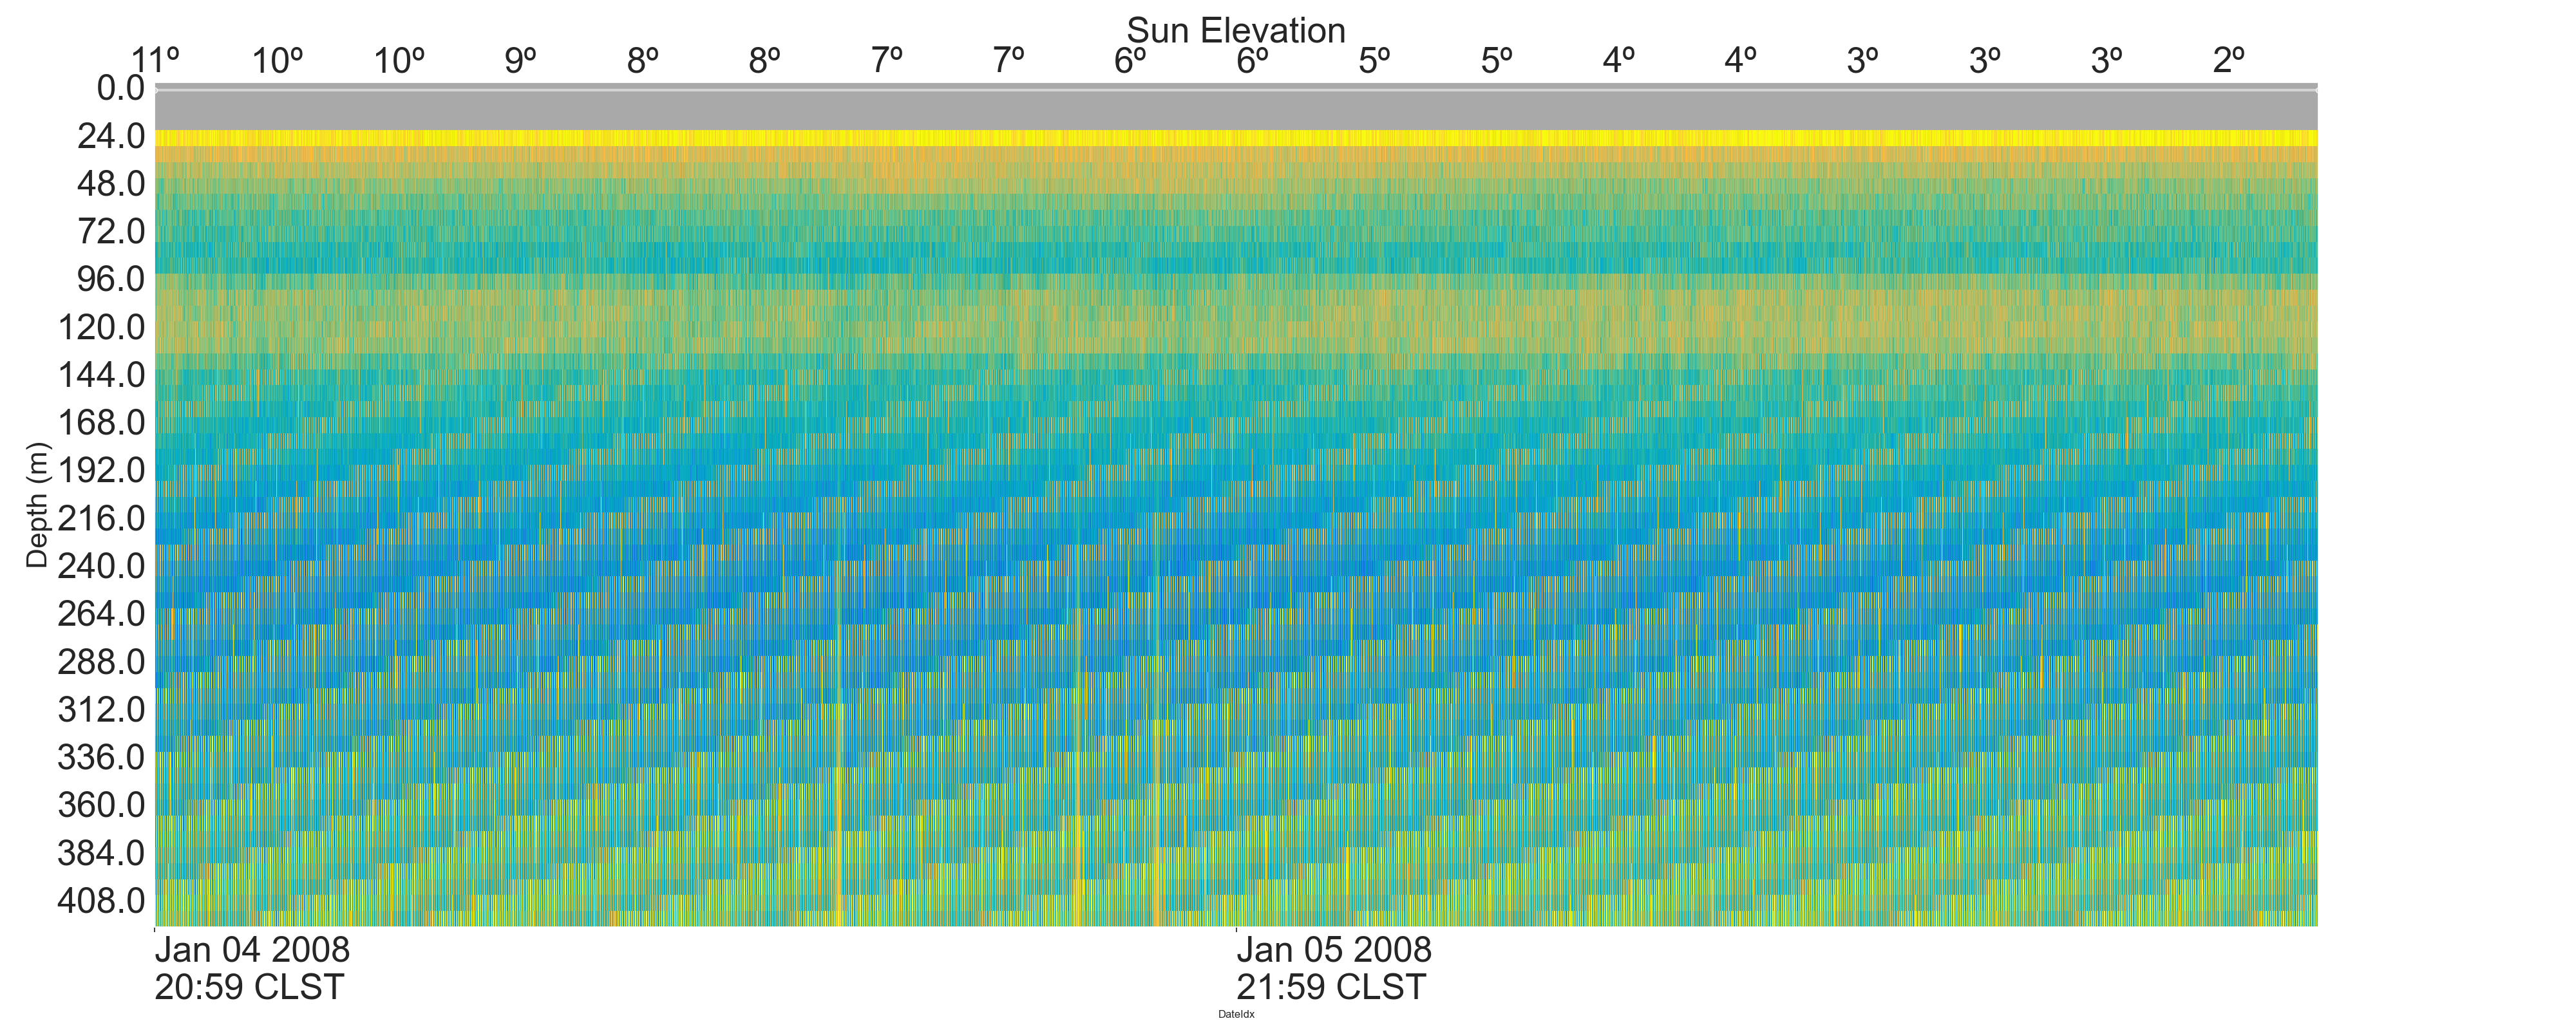 Sun Elevation
11º 10º 10º 9º 8º 8º 7º 7º 6º 6º 5º 5º 4º 4º 3º 3º 3º 2º
0.0
24.0
48.0
72.0
96.0
120.0
144.0
168.0
192.0
216.0
240.0
264.0
288.0
312.0
336.0
360.0
384.0
408.0
Depth (m)
Jan 04 2008
20:59 CLST
Jan 05 2008
21:59 CLST
DateIdx